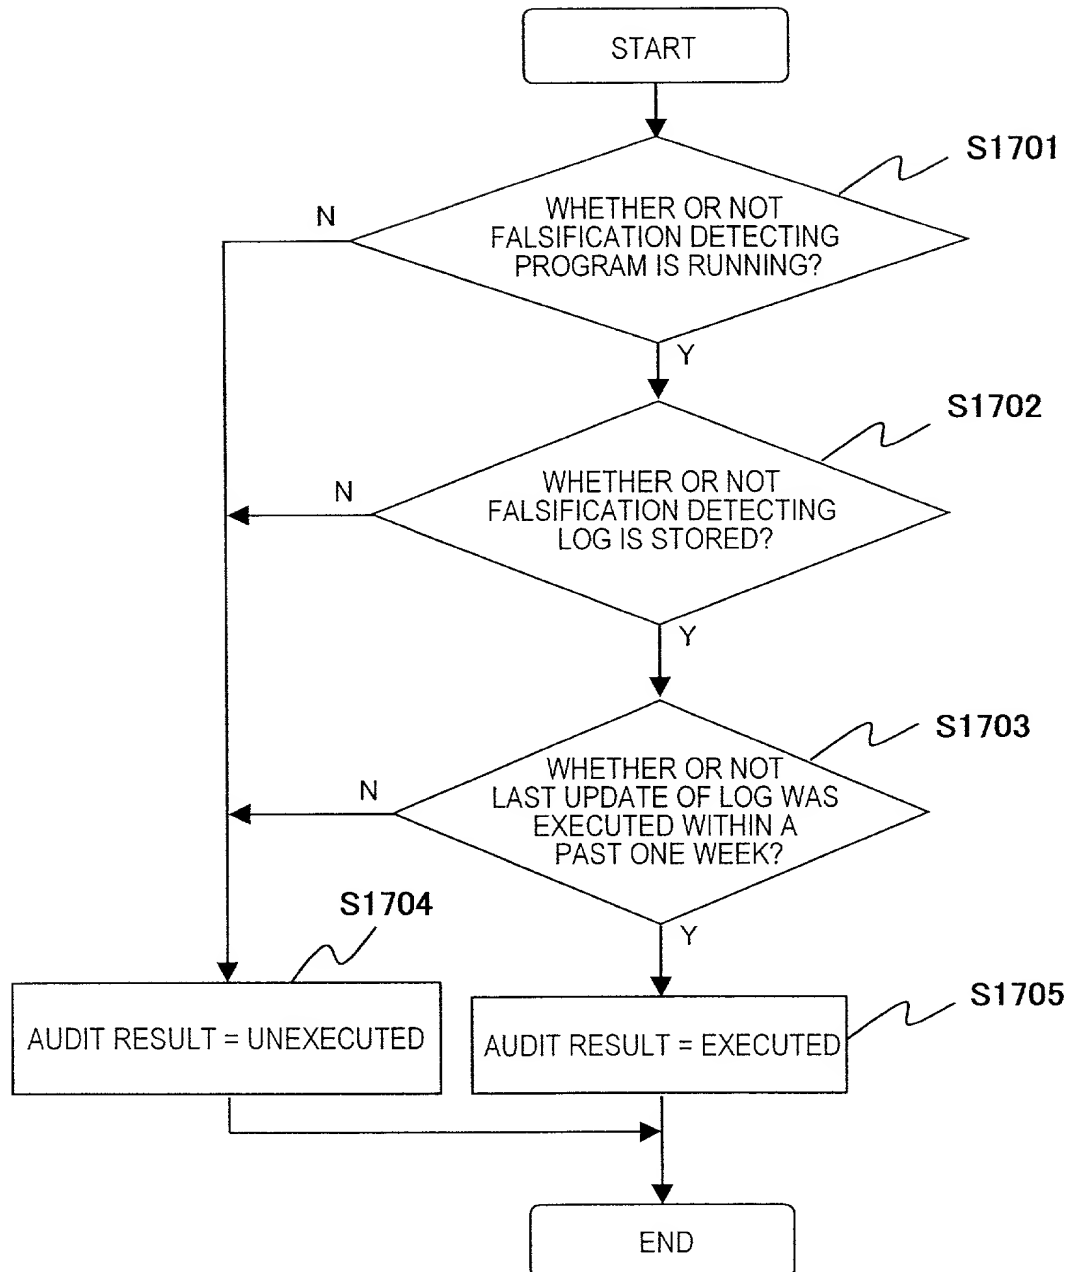 START
S1701
N
WHETHER OR NOT
FALSIFICATION DETECTING
PROGRAM IS RUNNING?
Y
S1702
N
WHETHER OR NOT
FALSIFICATION DETECTING
LOG IS STORED?
Y
S1703
N
WHETHER OR NOT
LAST UPDATE OF LOG WAS
EXECUTED WITHIN A
PAST ONE WEEK?
Y
S1704
S1705
AUDIT RESULT = UNEXECUTED
AUDIT RESULT = EXECUTED
END